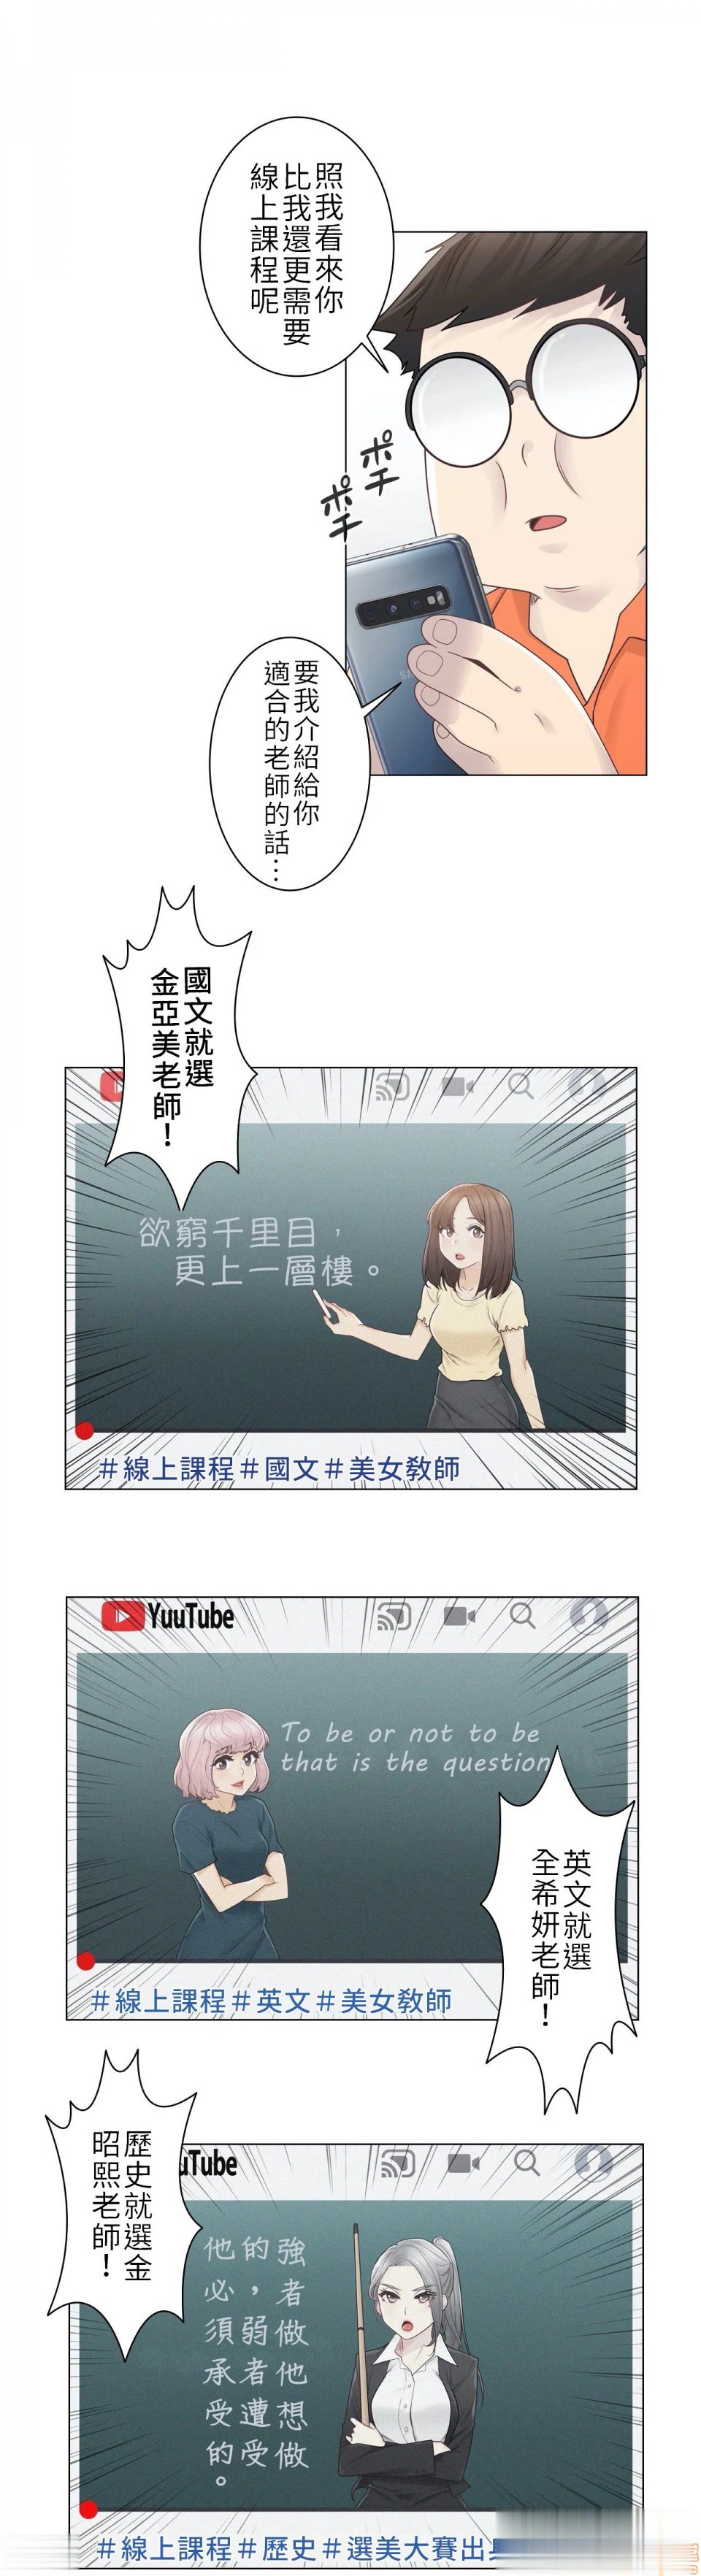 照我看來你
比我還更需要
線上課程呢
ポチ
ポチ
要我介紹給你
適合的老師的話…
國文就選
金亞美老師！
欲窮千里目，
更上一層樓。
＃線上課程＃國文＃美女教師
YuuTube
To be or not to be
that is the question
英文就選
全希妍老師！
＃線上課程＃英文＃美女教師
歷史就選金
昭熙老師！
uTube
強者做他想做
的，弱者遭受
他必須承受的。
＃線上課程＃歷史＃選美大賽出